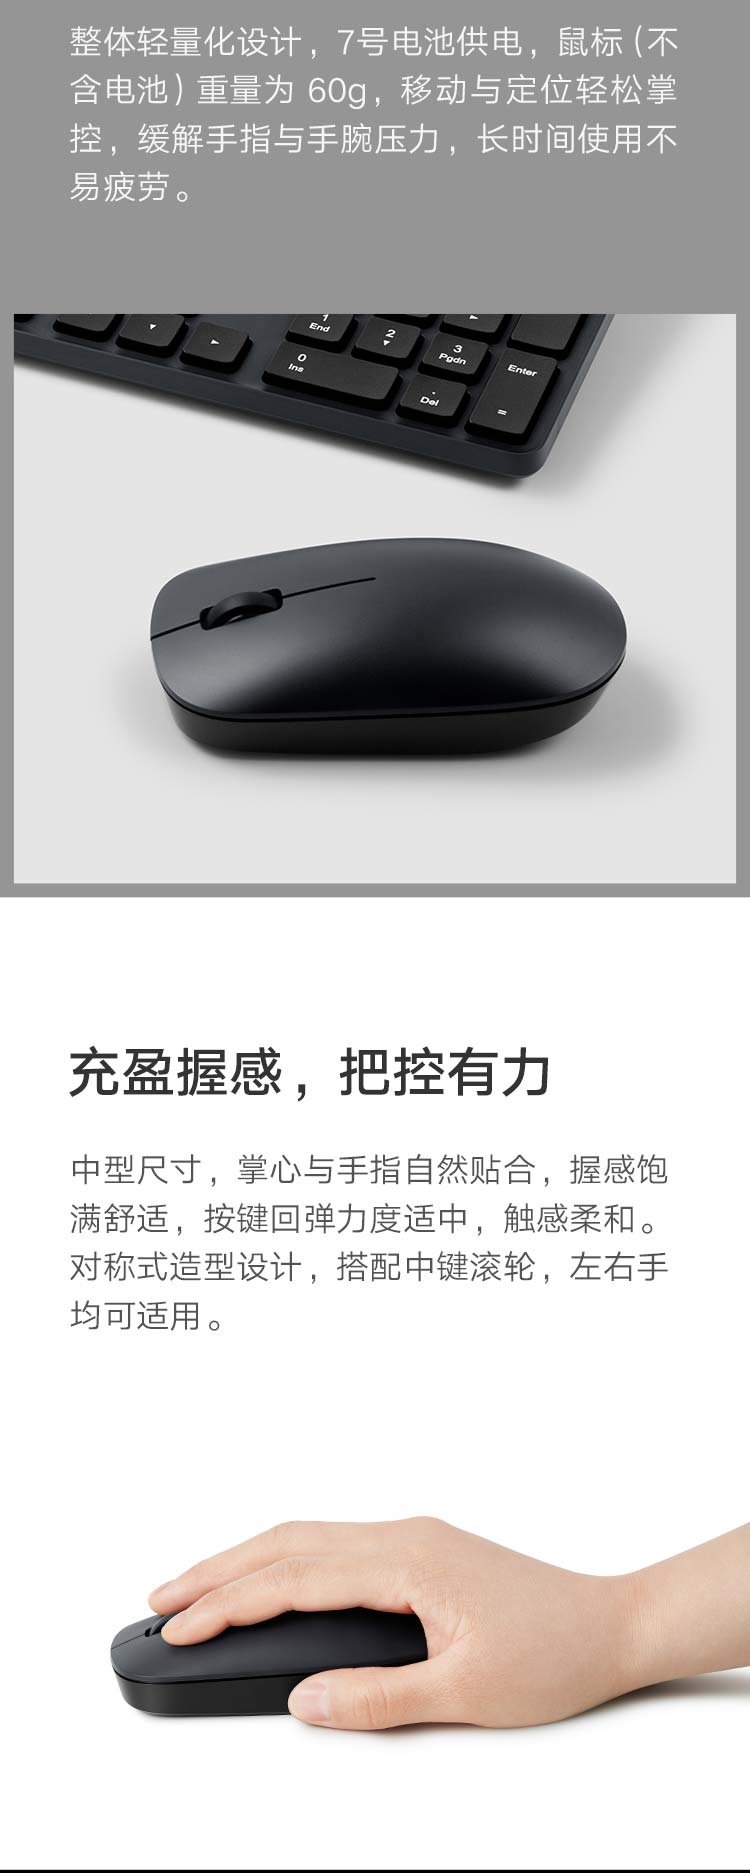 整体轻量化设计，7号电池供电，鼠标（不
含电池）重量为 60g，移动与定位轻松掌
控，缓解手指与手腕压力，长时间使用不
易疲劳。
1
End
2
3
Pgdn
Enter
0
Ins
.
Del
=
充盈握感，把控有力
中型尺寸，掌心与手指自然贴合，握感饱
满舒适，按键回弹力度适中，触感柔和。
对称式造型设计，搭配中键滚轮，左右手
均可适用。